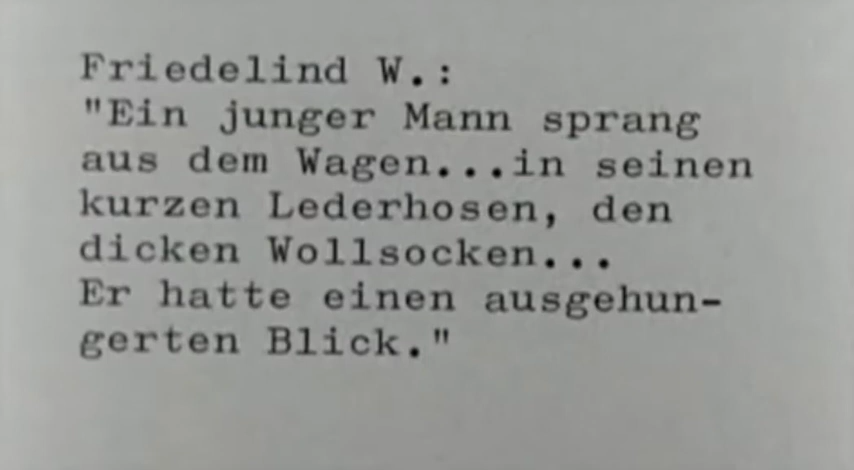 Friedelind W.:
"Ein junger Mann sprang
aus dem Wagen...in seinen
kurzen Lederhosen, den
dicken Wollsocken...
Er hatte einen ausgehun-
gerten Blick."